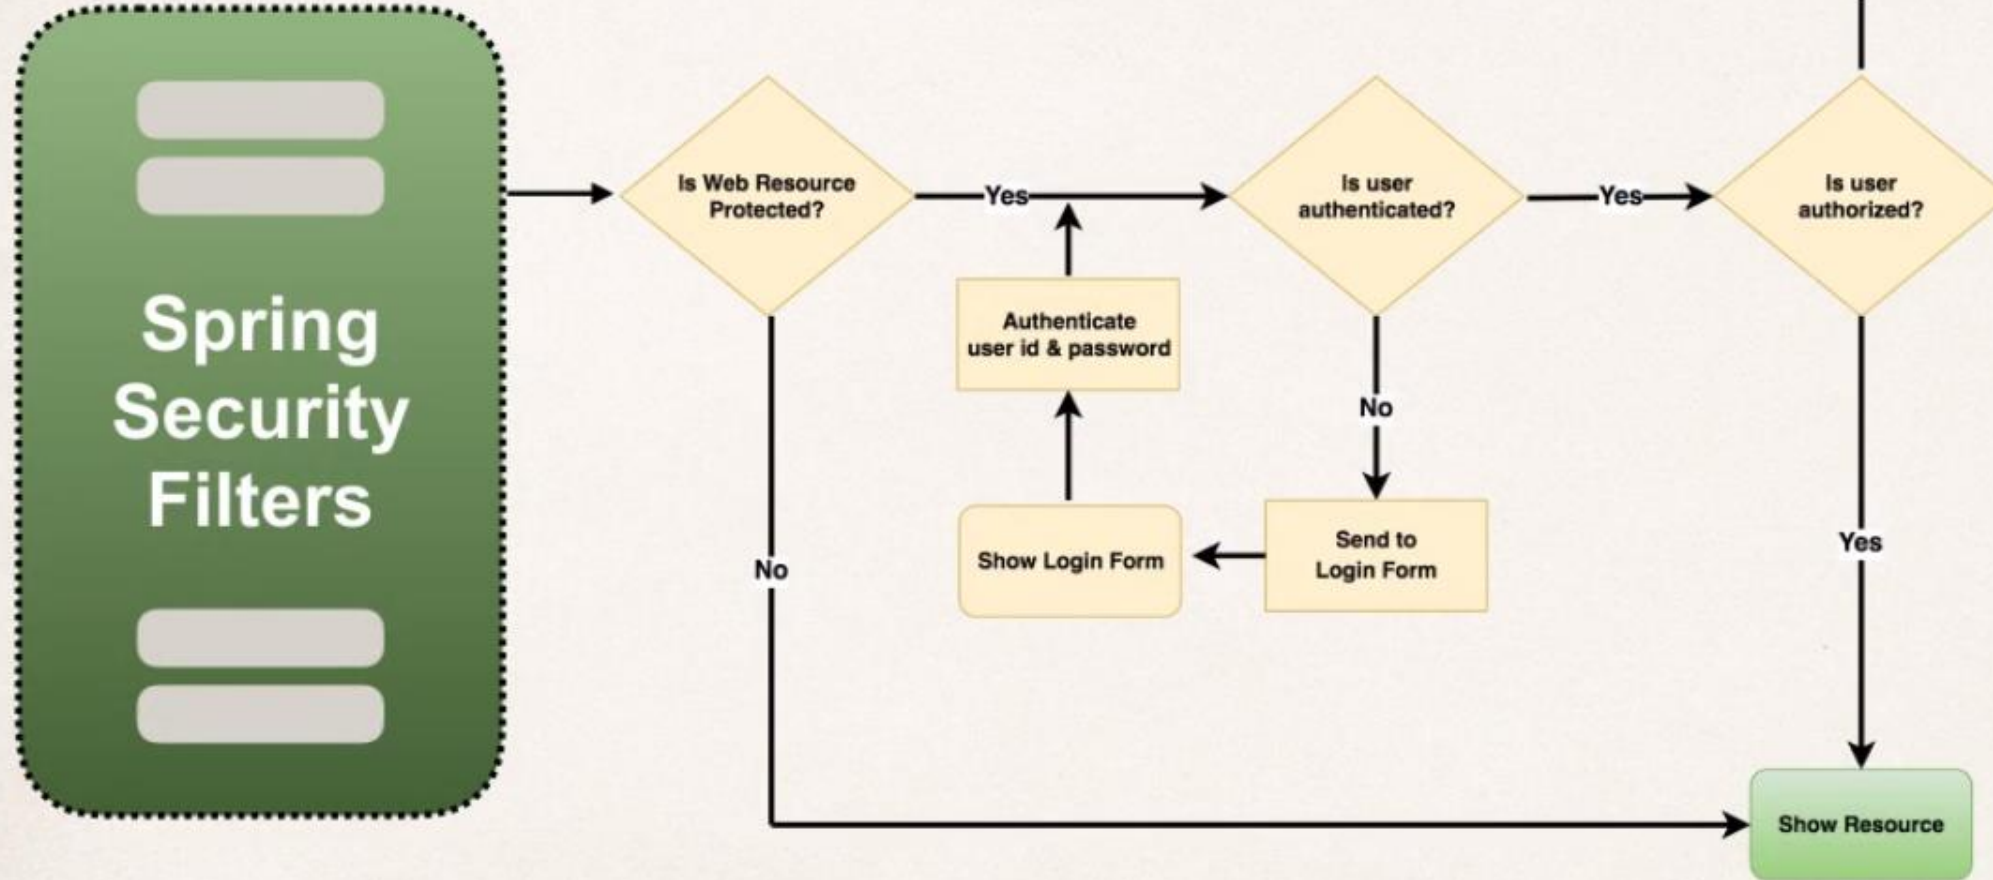 Spring
Security
Filters
Is Web Resource
Protected?
Yes
Is user
authenticated?
Yes
Is user
authorized?
Authenticate
user id & password
No
Show Login Form
Send to
Login Form
No
Yes
Show Resource